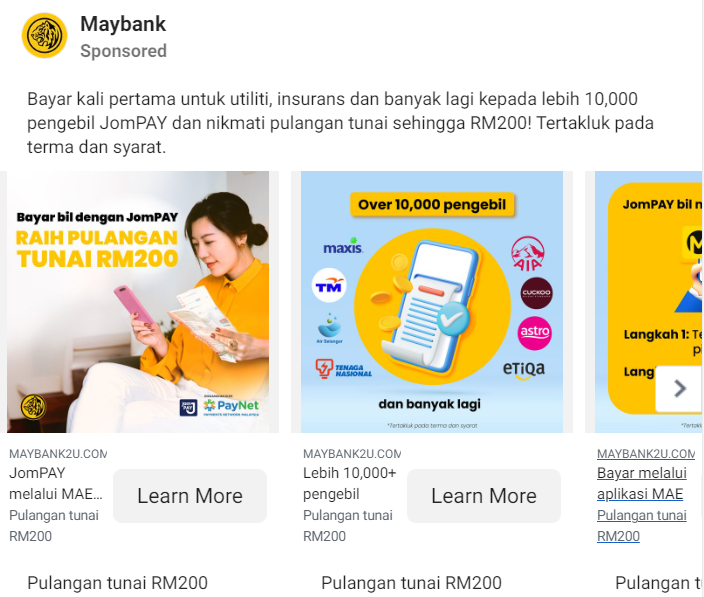 Maybank
Sponsored
Bayar kali pertama untuk utiliti, insurans dan banyak lagi kepada lebih 10,000
pengebil JomPAY dan nikmati pulangan tunai sehingga RM200! Tertakluk pada
terma dan syarat.
Bayar bil dengan JomPAY
RAIH PULANGAN
TUNAI RM200
PayNet
Over 10,000 pengebil
maxis
AIA
TM
CUCKOO
Air Selangor
astro
TENAGA
NASIONAL
eTiQa
dan banyak lagi
*Tertakluk pada terma dan syarat
JomPAY bil
Langkah 1:
Lang
MAYBANK2U.COM
JomPAY
melalui MAE...
Pulangan tunai
RM200
Learn More
MAYBANK2U.COM
Lebih 10,000+
pengebil
Pulangan tunai
RM200
Learn More
MAYBANK2U.COM
Bayar melalui
aplikasi MAE
Pulangan tunai
RM200
Pulangan tunai RM200
Pulangan tunai RM200
Pulangan